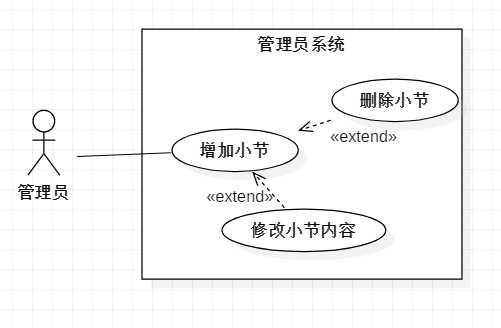 管理员系统
删除小节
«extend»
增加小节
管理员
«extend»
修改小节内容